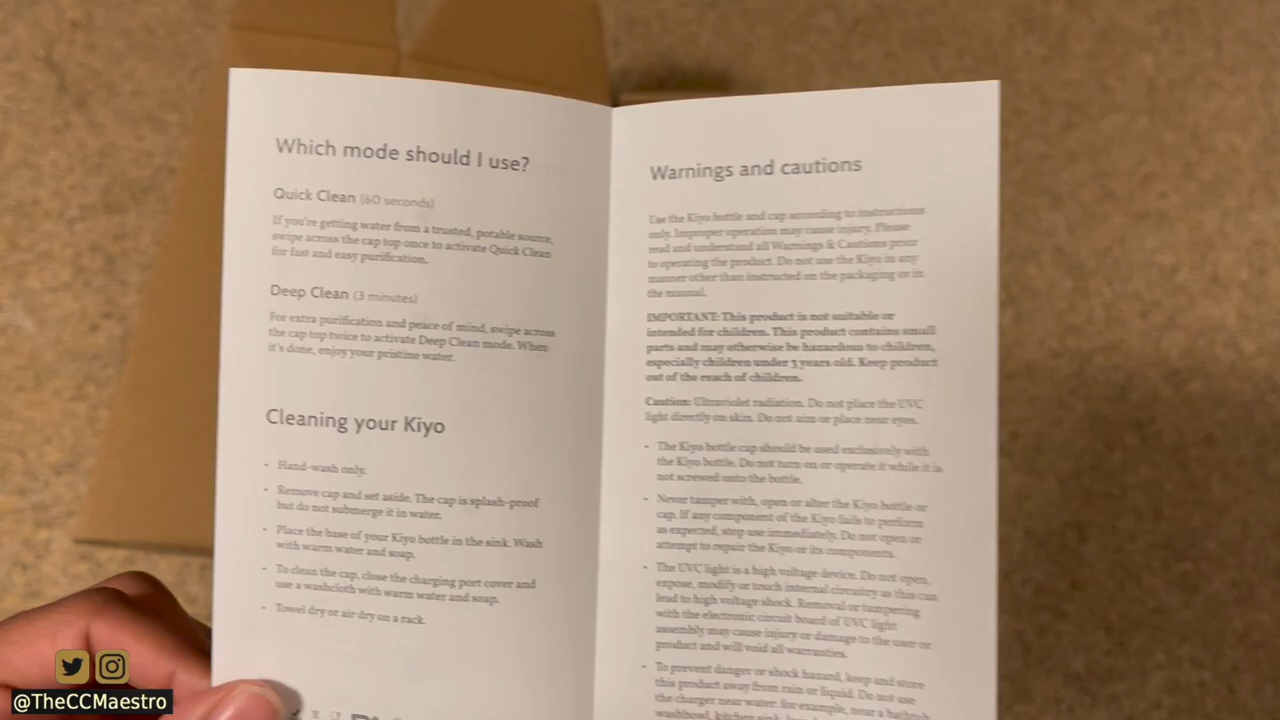 Which mode should I use?
Quick Clean (60 seconds)
If you're getting water from a trusted, potable source,
swipe across the cap top once to activate Quick Clean
for fast and easy purification.
Deep Clean (3 minutes)
For extra purification and peace of mind, swipe across
the cap top twice to activate Deep Clean mode. When
it's done, enjoy your pristine water.
Cleaning your Kiyo
- Hand-wash only.
- Remove cap and set aside. The cap is splash-proof
but do not submerge it in water.
- Place the base of your Kiyo bottle in the sink. Wash
with warm water and soap.
- To clean the cap, close the charging port cover and
use a washcloth with warm water and soap.
- Towel dry or air dry on a rack.
Warnings and cautions
Use the Kiyo bottle and cap according to instructions
only. Improper operation may cause injury. Please
read and understand all Warnings & Cautions prior
to operating the product. Do not use the Kiyo in any
manner other than instructed on the packaging or in
the manual.
IMPORTANT: This product is not suitable or
intended for children. This product contains small
parts and may otherwise be hazardous to children,
especially children under 3 years old. Keep product
out of the reach of children.
Caution: Ultraviolet radiation. Do not place the UVC
light directly on skin. Do not aim or place near eyes.
- The Kiyo bottle cap should be used exclusively with
the Kiyo bottle. Do not turn on or operate it while it is
not screwed onto the bottle.
- Never tamper with, open or alter the Kiyo bottle or
cap. If any component of the Kiyo fails to perform
as expected, stop use immediately. Do not open or
attempt to repair the Kiyo or its components.
- The UVC light is a high voltage device. Do not open,
expose, modify or touch internal circuitry as this can
lead to high voltage shock. Removal or tampering
with the electronic circuit board of UVC light
assembly may cause injury or damage to the user or
product and will void all warranties.
- To prevent danger or shock hazard, keep and store
this product away from rain or liquid. Do not use
the charger near water: for example, near a bathtub,
washbowl, kitchen sink,
@TheCCMaestro